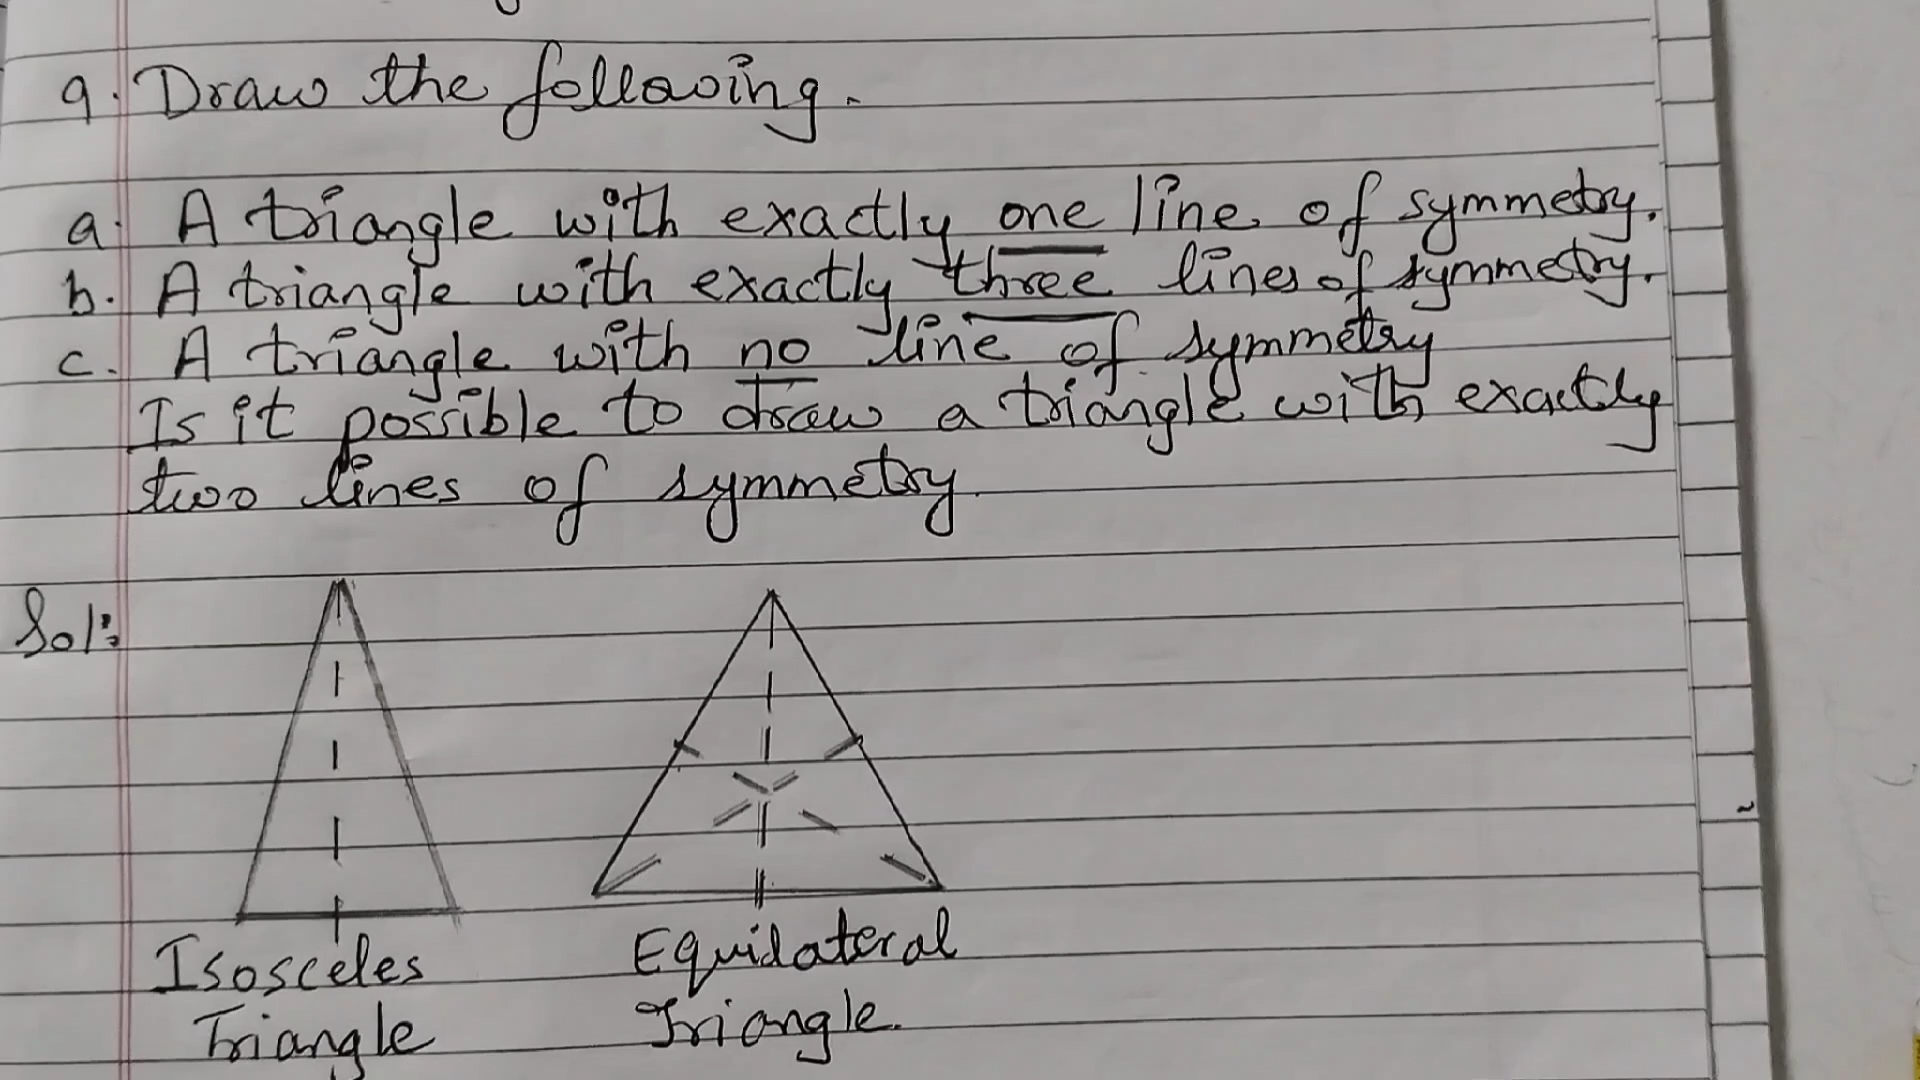 9. Draw the following.
a. A triangle with exactly one line of symmetry.
b. A triangle with exactly three lines of symmetry.
c. A triangle with no line of symmetry
Is it possible to draw a triangle with exactly
two lines of symmetry.
Sol:
Isosceles
Triangle
Equilateral
Triangle.